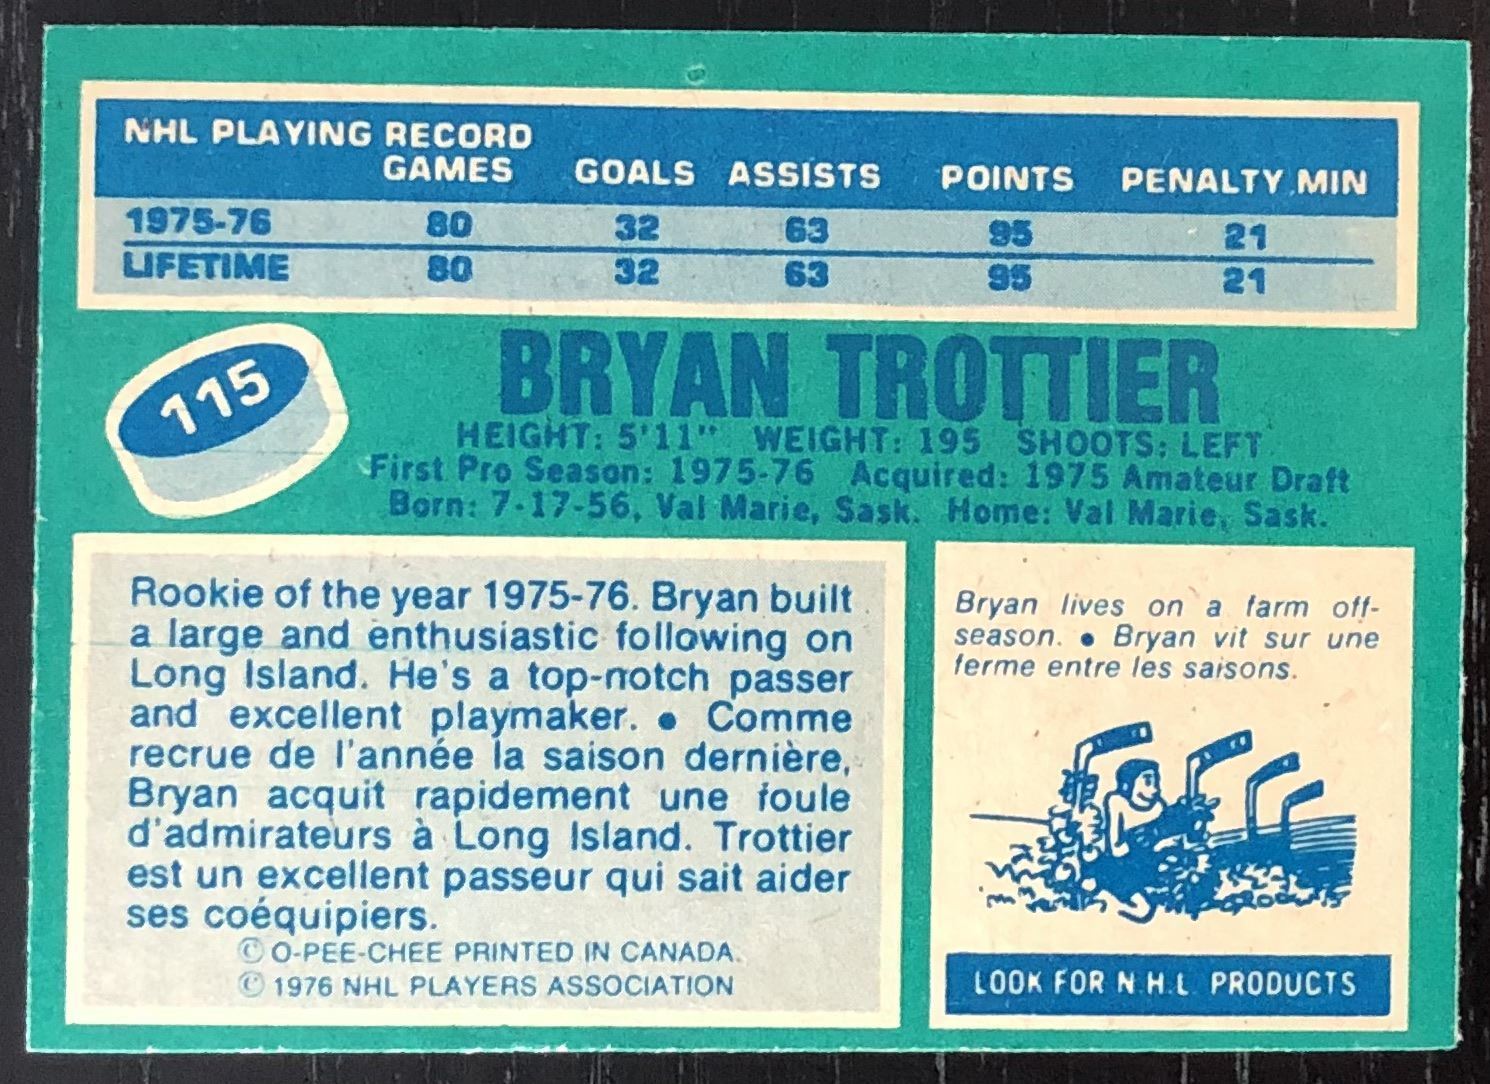 NHL PLAYING RECORD
GAMES GOALS ASSISTS POINTS PENALTY MIN
1975-76 80 32 63 95 21
LIFETIME 80 32 63 95 21
115
BRYAN TROTTIER
HEIGHT: 5'11" WEIGHT: 195 SHOOTS: LEFT
First Pro Season: 1975-76 Acquired: 1975 Amateur Draft
Born: 7-17-56, Val Marie, Sask. Home: Val Marie, Sask.
Rookie of the year 1975-76. Bryan built
a large and enthusiastic following on
Long Island. He's a top-notch passer
and excellent playmaker. • Comme
recrue de l'année la saison dernière,
Bryan acquit rapidement une foule
d'admirateurs à Long Island. Trottier
est un excellent passeur qui sait aider
ses coéquipiers.
© O-PEE-CHEE PRINTED IN CANADA.
© 1976 NHL PLAYERS ASSOCIATION
Bryan lives on a farm off-
season. • Bryan vit sur une
ferme entre les saisons.
LOOK FOR N.H.L. PRODUCTS